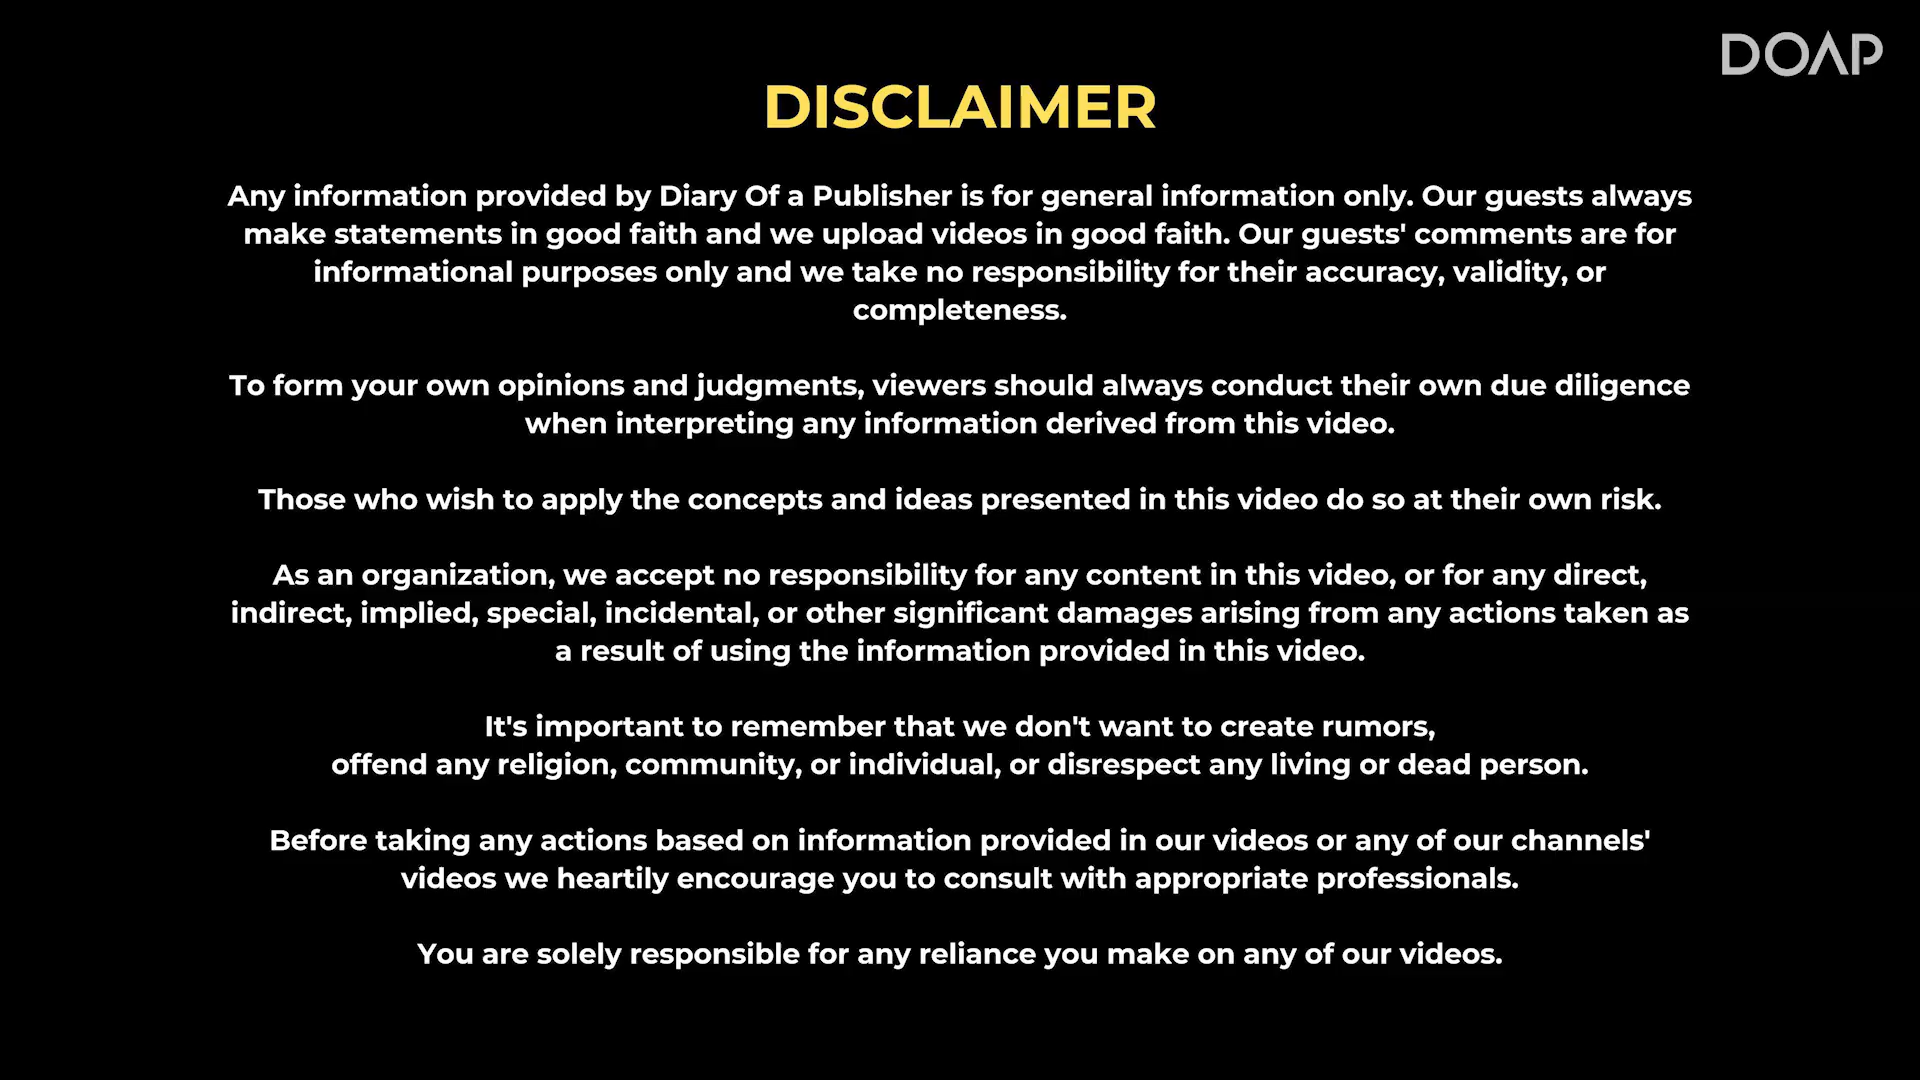 DOAP
DISCLAIMER
Any information provided by Diary Of a Publisher is for general information only. Our guests always
make statements in good faith and we upload videos in good faith. Our guests' comments are for
informational purposes only and we take no responsibility for their accuracy, validity, or
completeness.
To form your own opinions and judgments, viewers should always conduct their own due diligence
when interpreting any information derived from this video.
Those who wish to apply the concepts and ideas presented in this video do so at their own risk.
As an organization, we accept no responsibility for any content in this video, or for any direct,
indirect, implied, special, incidental, or other significant damages arising from any actions taken as
a result of using the information provided in this video.
It's important to remember that we don't want to create rumors,
offend any religion, community, or individual, or disrespect any living or dead person.
Before taking any actions based on information provided in our videos or any of our channels'
videos we heartily encourage you to consult with appropriate professionals.
You are solely responsible for any reliance you make on any of our videos.